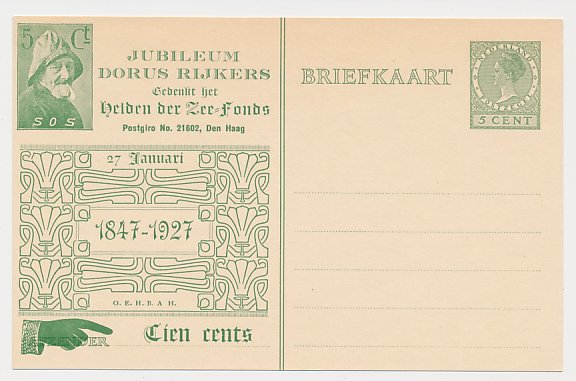 5 Ct
SOS
JUBILEUM
DORUS RIJKERS
Gedenkt het
Helden der Zee-Fonds
Postgiro No. 21602, Den Haag
27 Januari
1847-1927
O. E. H. B. A H.
Tien cents
BRIEFKAART
NEDERLAND
POSTZEGEL
5 CENT